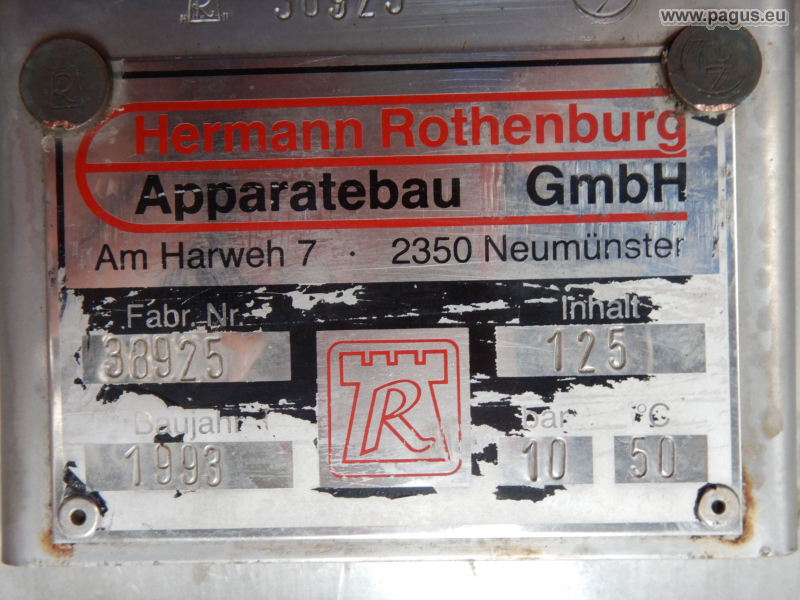 www.pagus.eu
38925
Hermann Rothenburg
Apparatebau GmbH
Am Harweh 7 · 2350 Neumünster
Fabr. Nr. Inhalt
38925 125
Baujahr bar °C
1993 10 50
R